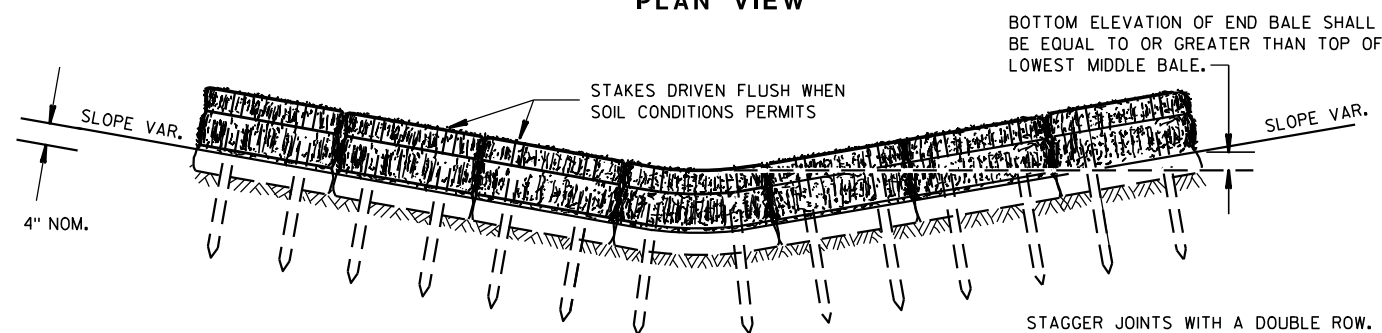 PLAN VIEW
BOTTOM ELEVATION OF END BALE SHALL
BE EQUAL TO OR GREATER THAN TOP OF
LOWEST MIDDLE BALE.
STAKES DRIVEN FLUSH WHEN
SOIL CONDITIONS PERMITS
SLOPE VAR.
SLOPE VAR.
4" NOM.
STAGGER JOINTS WITH A DOUBLE ROW.